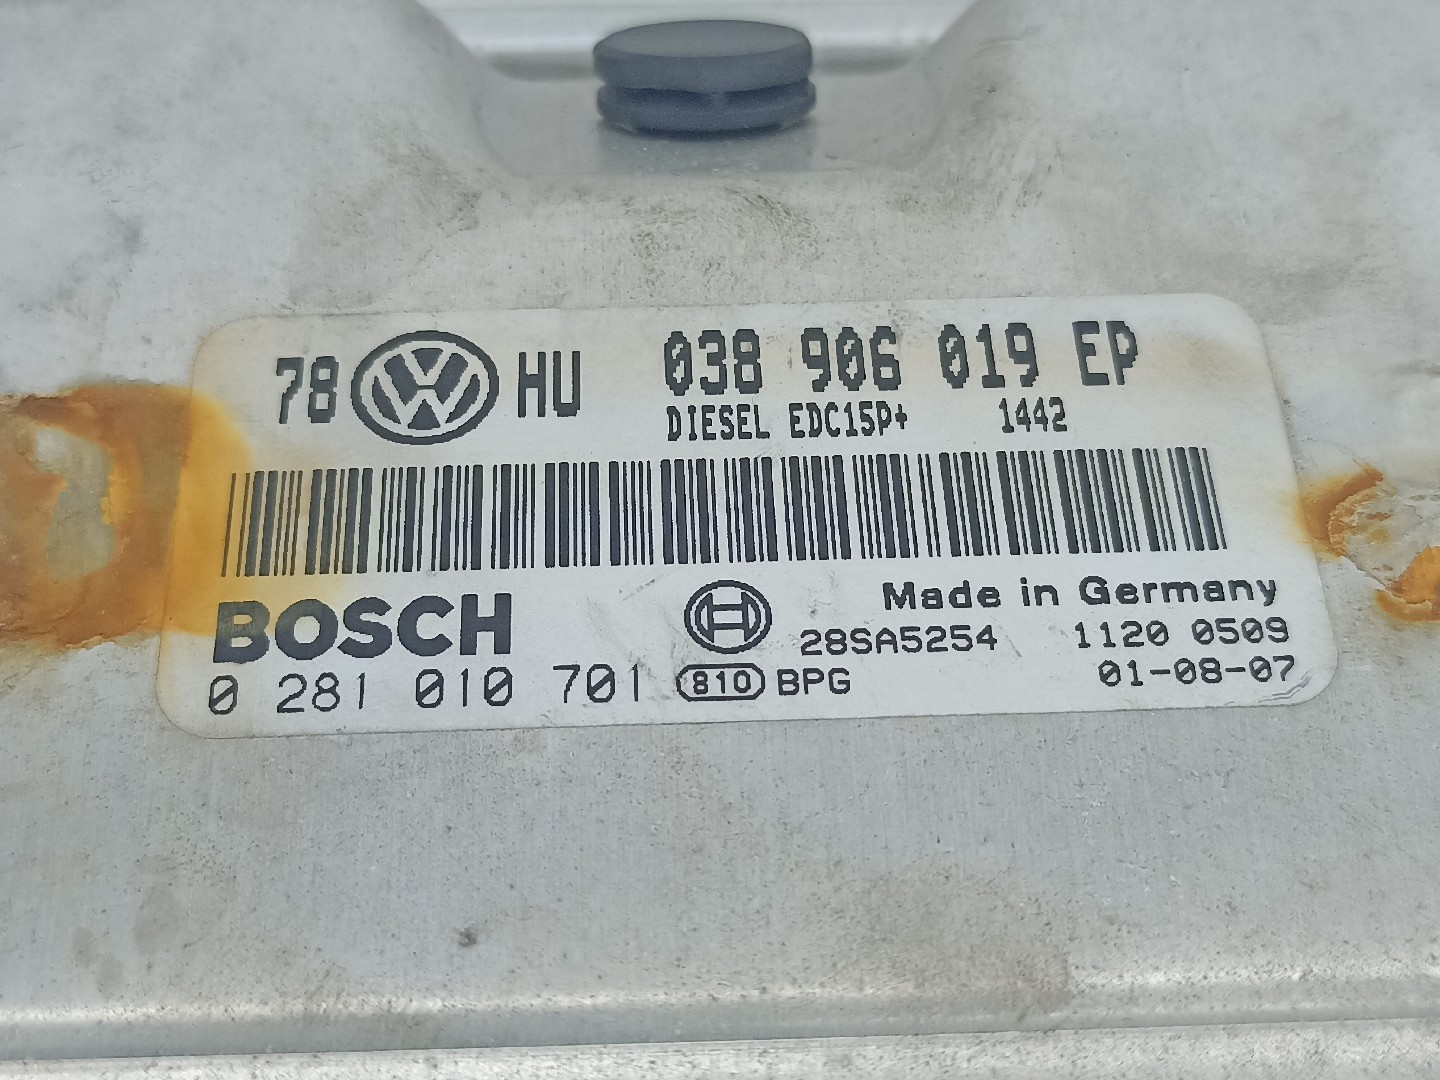 78 HU 038 906 019 EP
DIESEL EDC15P+ 1442
BOSCH Made in Germany
28SA5254 1120 0509
0 281 010 701 810 BPG 01-08-07